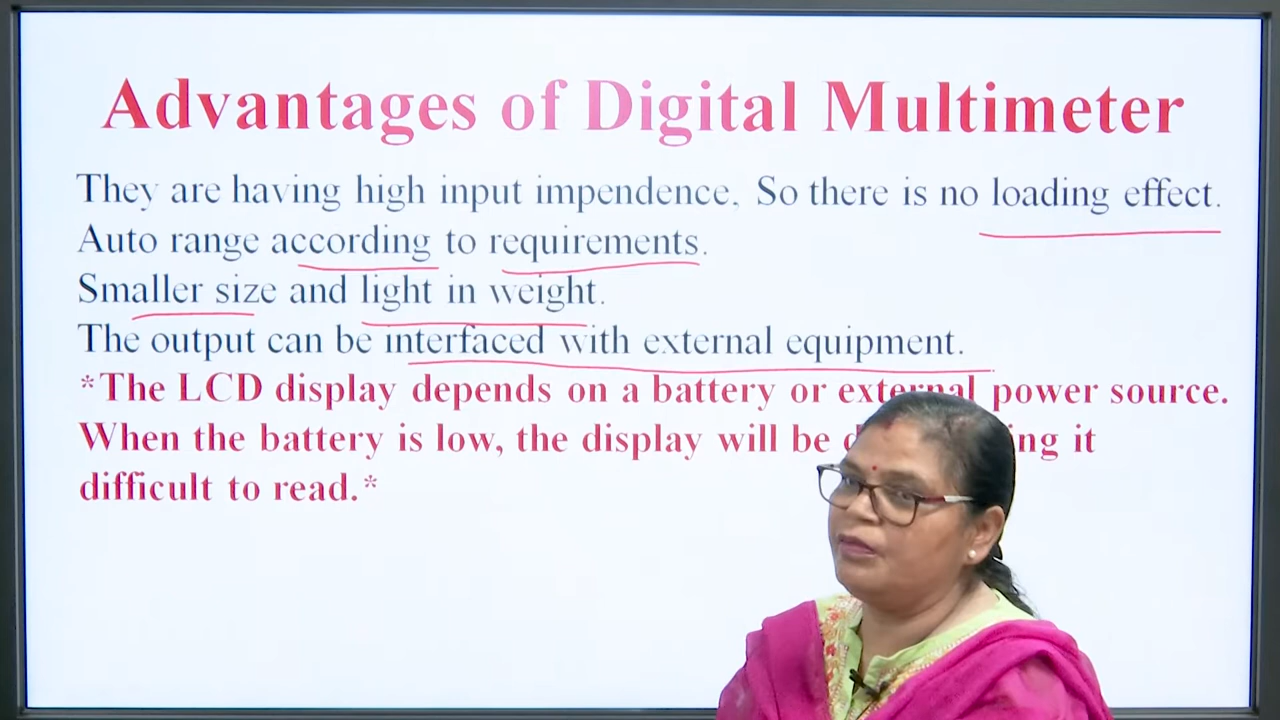 Advantages of Digital Multimeter
They are having high input impendence. So there is no loading effect.
Auto range according to requirements.
Smaller size and light in weight.
The output can be interfaced with external equipment.
*The LCD display depends on a battery or external power source.
When the battery is low, the display will be it
difficult to read.*